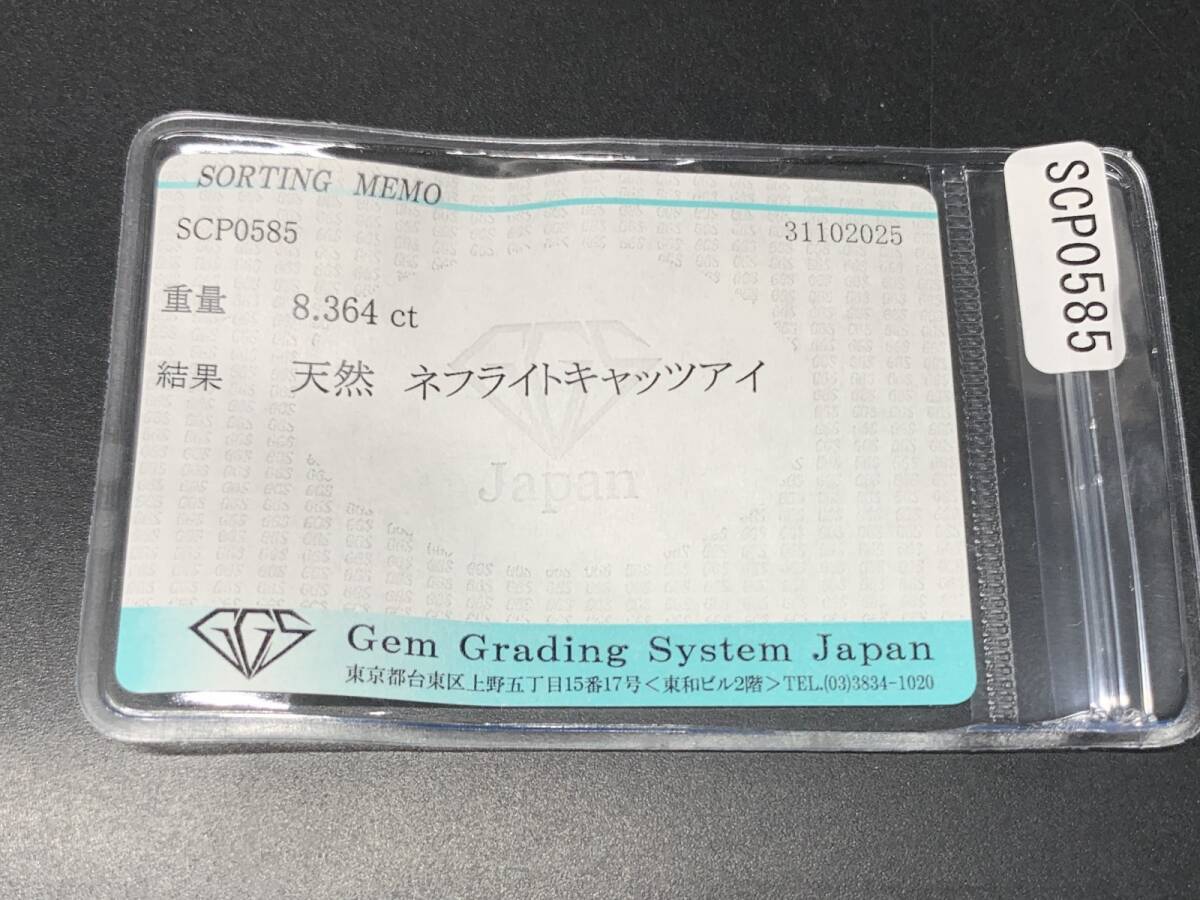 SORTING MEMO
SCP0585 31102025
重量 8.364 ct
結果 天然 ネフライトキャッツアイ
GGS
Japan
GGS Gem Grading System Japan
東京都台東区上野五丁目15番17号<東和ビル2階>TEL.(03)3834-1020
SCP0585